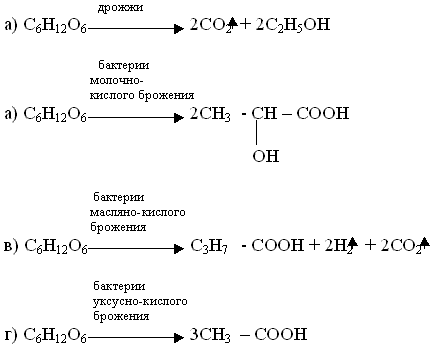 дрожжи
а) C₆H₁₂O₆ → 2CO₂↑ + 2C₂H₅OH
бактерии
молочно-
кислого брожения
а) C₆H₁₂O₆ → 2CH₃ - CH – COOH
OH
бактерии
масляно-кислого
брожения
в) C₆H₁₂O₆ → C₃H₇ - COOH + 2H₂↑ + 2CO₂↑
бактерии
уксусно-кислого
брожения
г) C₆H₁₂O₆ → 3CH₃ – COOH